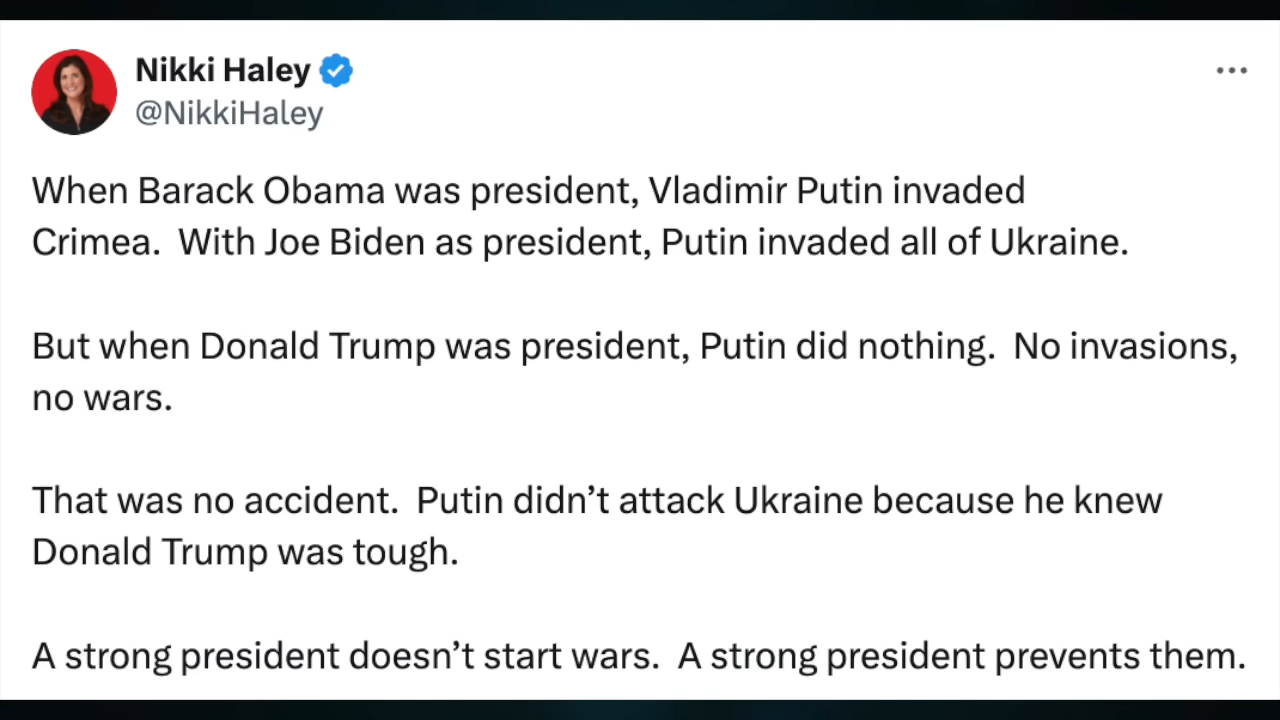 Nikki Haley
@NikkiHaley
When Barack Obama was president, Vladimir Putin invaded
Crimea.  With Joe Biden as president, Putin invaded all of Ukraine.
But when Donald Trump was president, Putin did nothing.  No invasions,
no wars.
That was no accident.  Putin didn’t attack Ukraine because he knew
Donald Trump was tough.
A strong president doesn’t start wars.  A strong president prevents them.